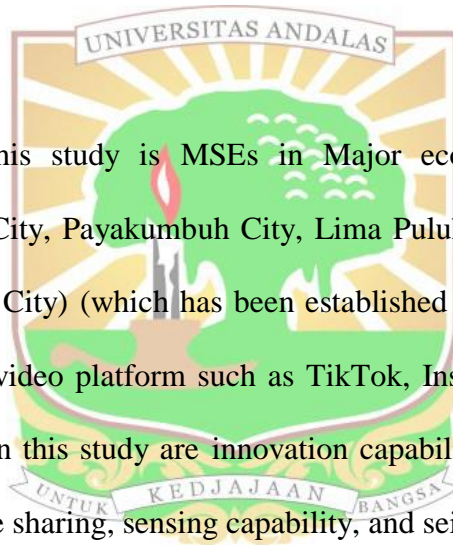 UNIVERSITAS ANDALAS
his study is MSEs in Major eco
City, Payakumbuh City, Lima Pulu
City) (which has been established
video platform such as TikTok, Ins
n this study are innovation capabil
UNTUK KEDJAJAAN BANGSA
e sharing, sensing capability, and sei